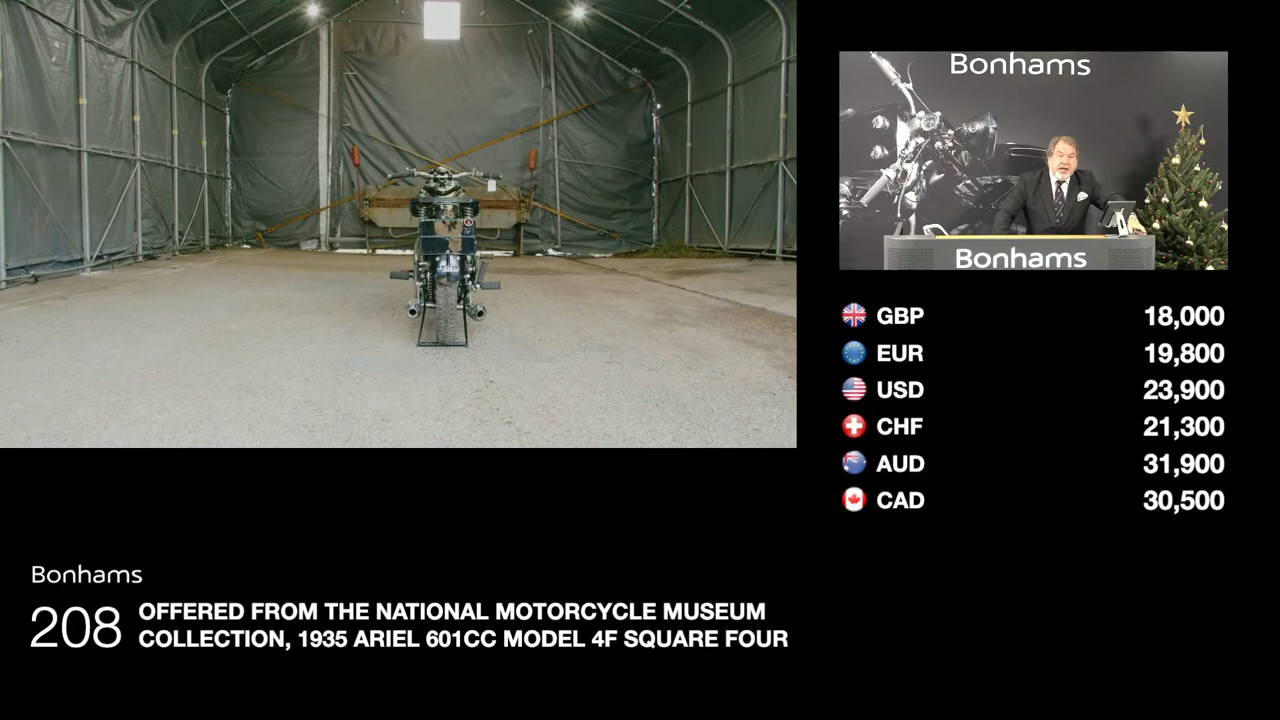 Bonhams
Bonhams
GBP 18,000
EUR 19,800
USD 23,900
CHF 21,300
AUD 31,900
CAD 30,500
Bonhams
208 OFFERED FROM THE NATIONAL MOTORCYCLE MUSEUM
COLLECTION, 1935 ARIEL 601CC MODEL 4F SQUARE FOUR